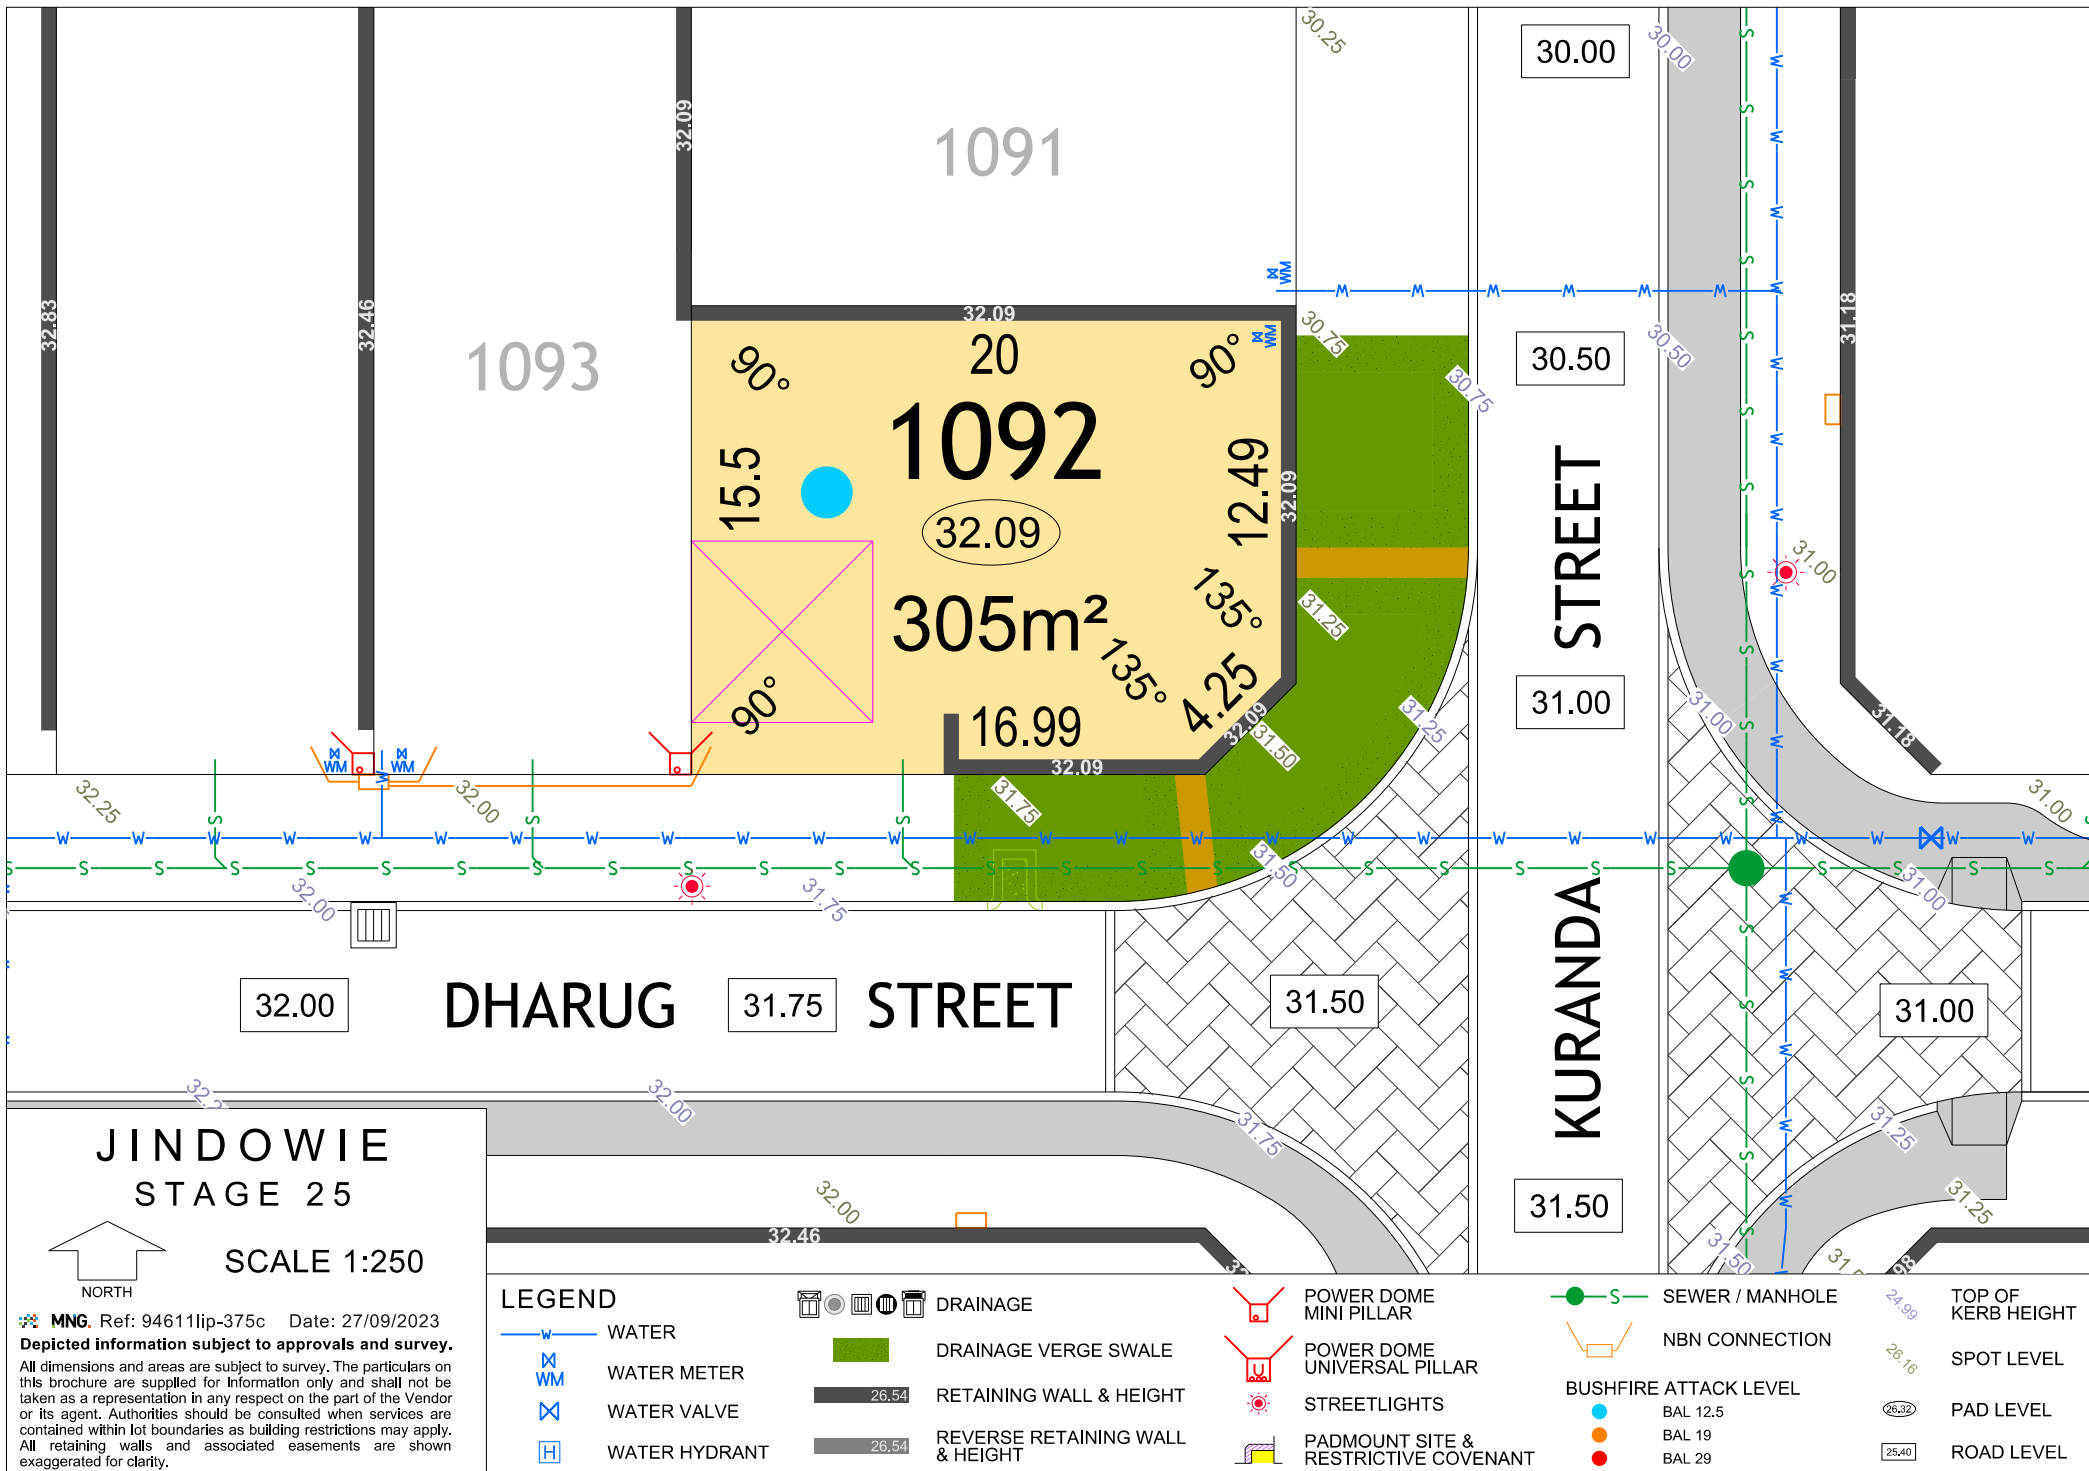 30.25
30.00
30.00
32.09
1091
32.83
32.46
1093
32.09
20
90°
90°
WM
WM
30.75
30.50
30.50
30.75
31.18
1092
15.5
12.49
32.09
32.09
305m²
135°
135°
31.25
31.00
STREET
90°
16.99
4.25
32.09
31.50
31.25
31.00
31.00
31.18
32.09
WM
WM
32.25
32.00
31.75
31.00
32.00
31.75
31.50
31.00
32.00
DHARUG
31.75
STREET
31.50
KURANDA
31.00
32.00
31.75
31.25
32.00
31.50
31.25
32.46
31.50
JINDOWIE
STAGE 25
SCALE 1:250
NORTH
MNG. Ref: 94611lip-375c Date: 27/09/2023
Depicted information subject to approvals and survey.
All dimensions and areas are subject to survey. The particulars on
this brochure are supplied for information only and shall not be
taken as a representation in any respect on the part of the Vendor
or its agent. Authorities should be consulted when services are
contained within lot boundaries as building restrictions may apply.
All retaining walls and associated easements are shown
exaggerated for clarity.
LEGEND
W WATER
WM WATER METER
WATER VALVE
H WATER HYDRANT
DRAINAGE
DRAINAGE VERGE SWALE
26.54 RETAINING WALL & HEIGHT
26.54 REVERSE RETAINING WALL
& HEIGHT
POWER DOME
MINI PILLAR
U POWER DOME
UNIVERSAL PILLAR
STREETLIGHTS
PADMOUNT SITE &
RESTRICTIVE COVENANT
S SEWER / MANHOLE
NBN CONNECTION
BUSHFIRE ATTACK LEVEL
BAL 12.5
BAL 19
BAL 29
24.99 TOP OF
KERB HEIGHT
26.16 SPOT LEVEL
26.32 PAD LEVEL
25.40 ROAD LEVEL